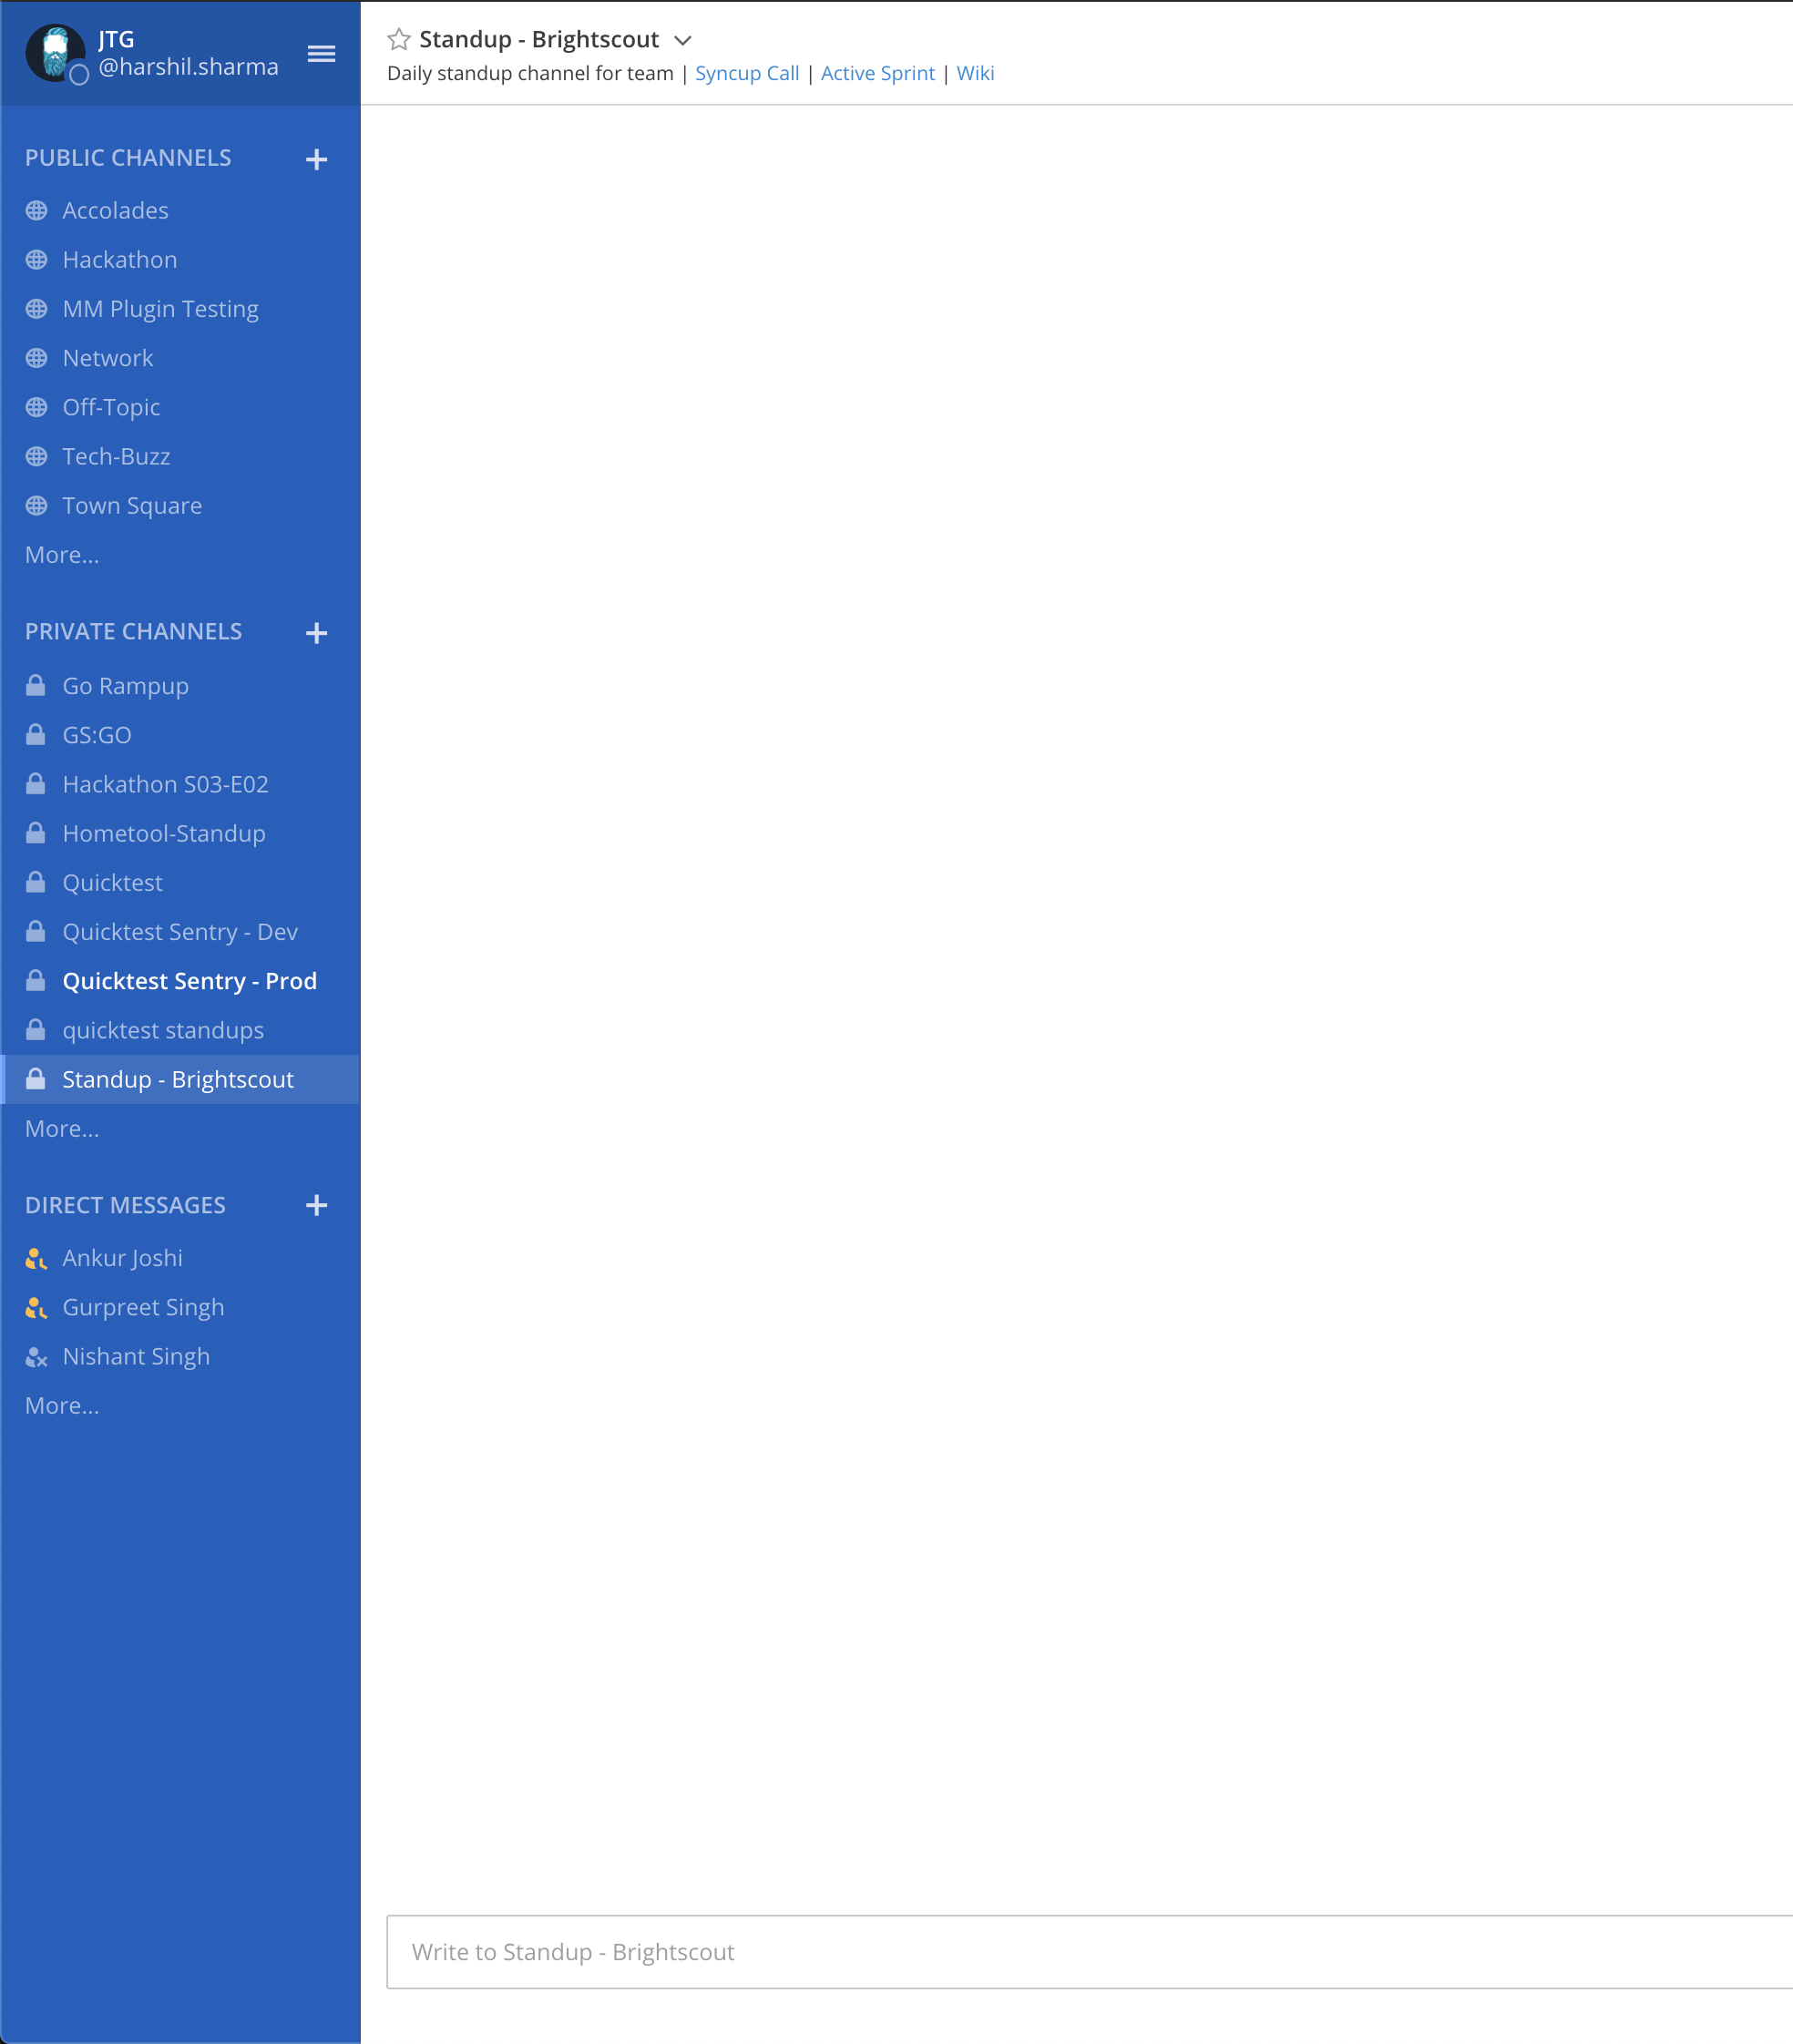 JTG
@harshil.sharma
PUBLIC CHANNELS
Accolades
Hackathon
MM Plugin Testing
Network
Off-Topic
Tech-Buzz
Town Square
More...
PRIVATE CHANNELS
Go Rampup
GS:GO
Hackathon S03-E02
Hometool-Standup
Quicktest
Quicktest Sentry - Dev
Quicktest Sentry - Prod
quicktest standups
Standup - Brightscout
More...
DIRECT MESSAGES
Ankur Joshi
Gurpreet Singh
Nishant Singh
More...
Standup - Brightscout
Daily standup channel for team | Syncup Call | Active Sprint | Wiki
Write to Standup - Brightscout